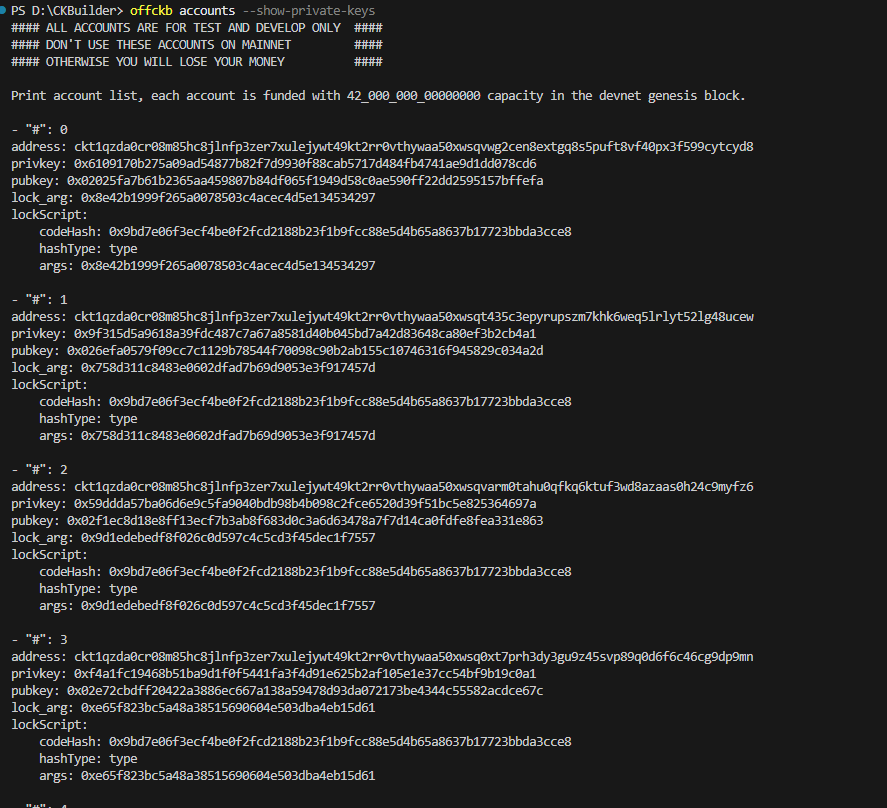 PS D:\CKBuilder> offckb accounts --show-private-keys
#### ALL ACCOUNTS ARE FOR TEST AND DEVELOP ONLY  ####
#### DON'T USE THESE ACCOUNTS ON MAINNET         ####
#### OTHERWISE YOU WILL LOSE YOUR MONEY          ####
Print account list, each account is funded with 42_000_000_00000000 capacity in the devnet genesis block.
- "#": 0
address: ckt1qzda0cr08m85hc8jlnfp3zer7xulejywt49kt2rr0vthywaa50xwsqvwg2cen8extgq8s5puft8vf40px3f599cytcyd8
privkey: 0x6109170b275a09ad54877b82f7d9930f88cab5717d484fb4741ae9d1dd078cd6
pubkey: 0x02025fa7b61b2365aa459807b84df065f1949d58c0ae590ff22dd2595157bffefa
lock_arg: 0x8e42b1999f265a0078503c4acec4d5e134534297
lockScript:
codeHash: 0x9bd7e06f3ecf4be0f2fcd2188b23f1b9fcc88e5d4b65a8637b17723bbda3cce8
hashType: type
args: 0x8e42b1999f265a0078503c4acec4d5e134534297
- "#": 1
address: ckt1qzda0cr08m85hc8jlnfp3zer7xulejywt49kt2rr0vthywaa50xwsqt435c3epyrupszm7khk6weq5lrlyt52lg48ucew
privkey: 0x9f315d5a9618a39fdc487c7a67a8581d40b045bd7a42d83648ca80ef3b2cb4a1
pubkey: 0x026efa0579f09cc7c1129b78544f70098c90b2ab155c10746316f945829c034a2d
lock_arg: 0x758d311c8483e0602dfad7b69d9053e3f917457d
lockScript:
codeHash: 0x9bd7e06f3ecf4be0f2fcd2188b23f1b9fcc88e5d4b65a8637b17723bbda3cce8
hashType: type
args: 0x758d311c8483e0602dfad7b69d9053e3f917457d
- "#": 2
address: ckt1qzda0cr08m85hc8jlnfp3zer7xulejywt49kt2rr0vthywaa50xwsqvarm0tahu0qfkq6ktuf3wd8azaas0h24c9myfz6
privkey: 0x59ddda57ba06d6e9c5fa9040bdb98b4b098c2fce6520d39f51bc5e825364697a
pubkey: 0x02f1ec8d18e8ff13ecf7b3ab8f683d0c3a6d63478a7f7d14ca0fdfe8fea331e863
lock_arg: 0x9d1edebedf8f026c0d597c4c5cd3f45dec1f7557
lockScript:
codeHash: 0x9bd7e06f3ecf4be0f2fcd2188b23f1b9fcc88e5d4b65a8637b17723bbda3cce8
hashType: type
args: 0x9d1edebedf8f026c0d597c4c5cd3f45dec1f7557
- "#": 3
address: ckt1qzda0cr08m85hc8jlnfp3zer7xulejywt49kt2rr0vthywaa50xwsq0xt7prh3dy3gu9z45svp89q0d6f6c46cg9dp9mn
privkey: 0xf4a1fc19468b51ba9d1f0f5441fa3f4d91e625b2af105e1e37cc54bf9b19c0a1
pubkey: 0x02e72cbdff20422a3886ec667a138a59478d93da072173be4344c55582acdce67c
lock_arg: 0xe65f823bc5a48a38515690604e503dba4eb15d61
lockScript:
codeHash: 0x9bd7e06f3ecf4be0f2fcd2188b23f1b9fcc88e5d4b65a8637b17723bbda3cce8
hashType: type
args: 0xe65f823bc5a48a38515690604e503dba4eb15d61